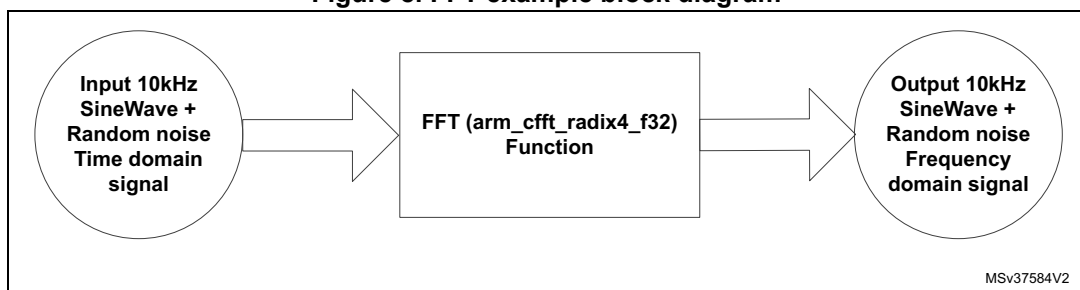 Input 10kHz
SineWave +
Random noise
Time domain
signal
FFT (arm_cfft_radix4_f32)
Function
Output 10kHz
SineWave +
Random noise
Frequency
domain signal
MSv37584V2